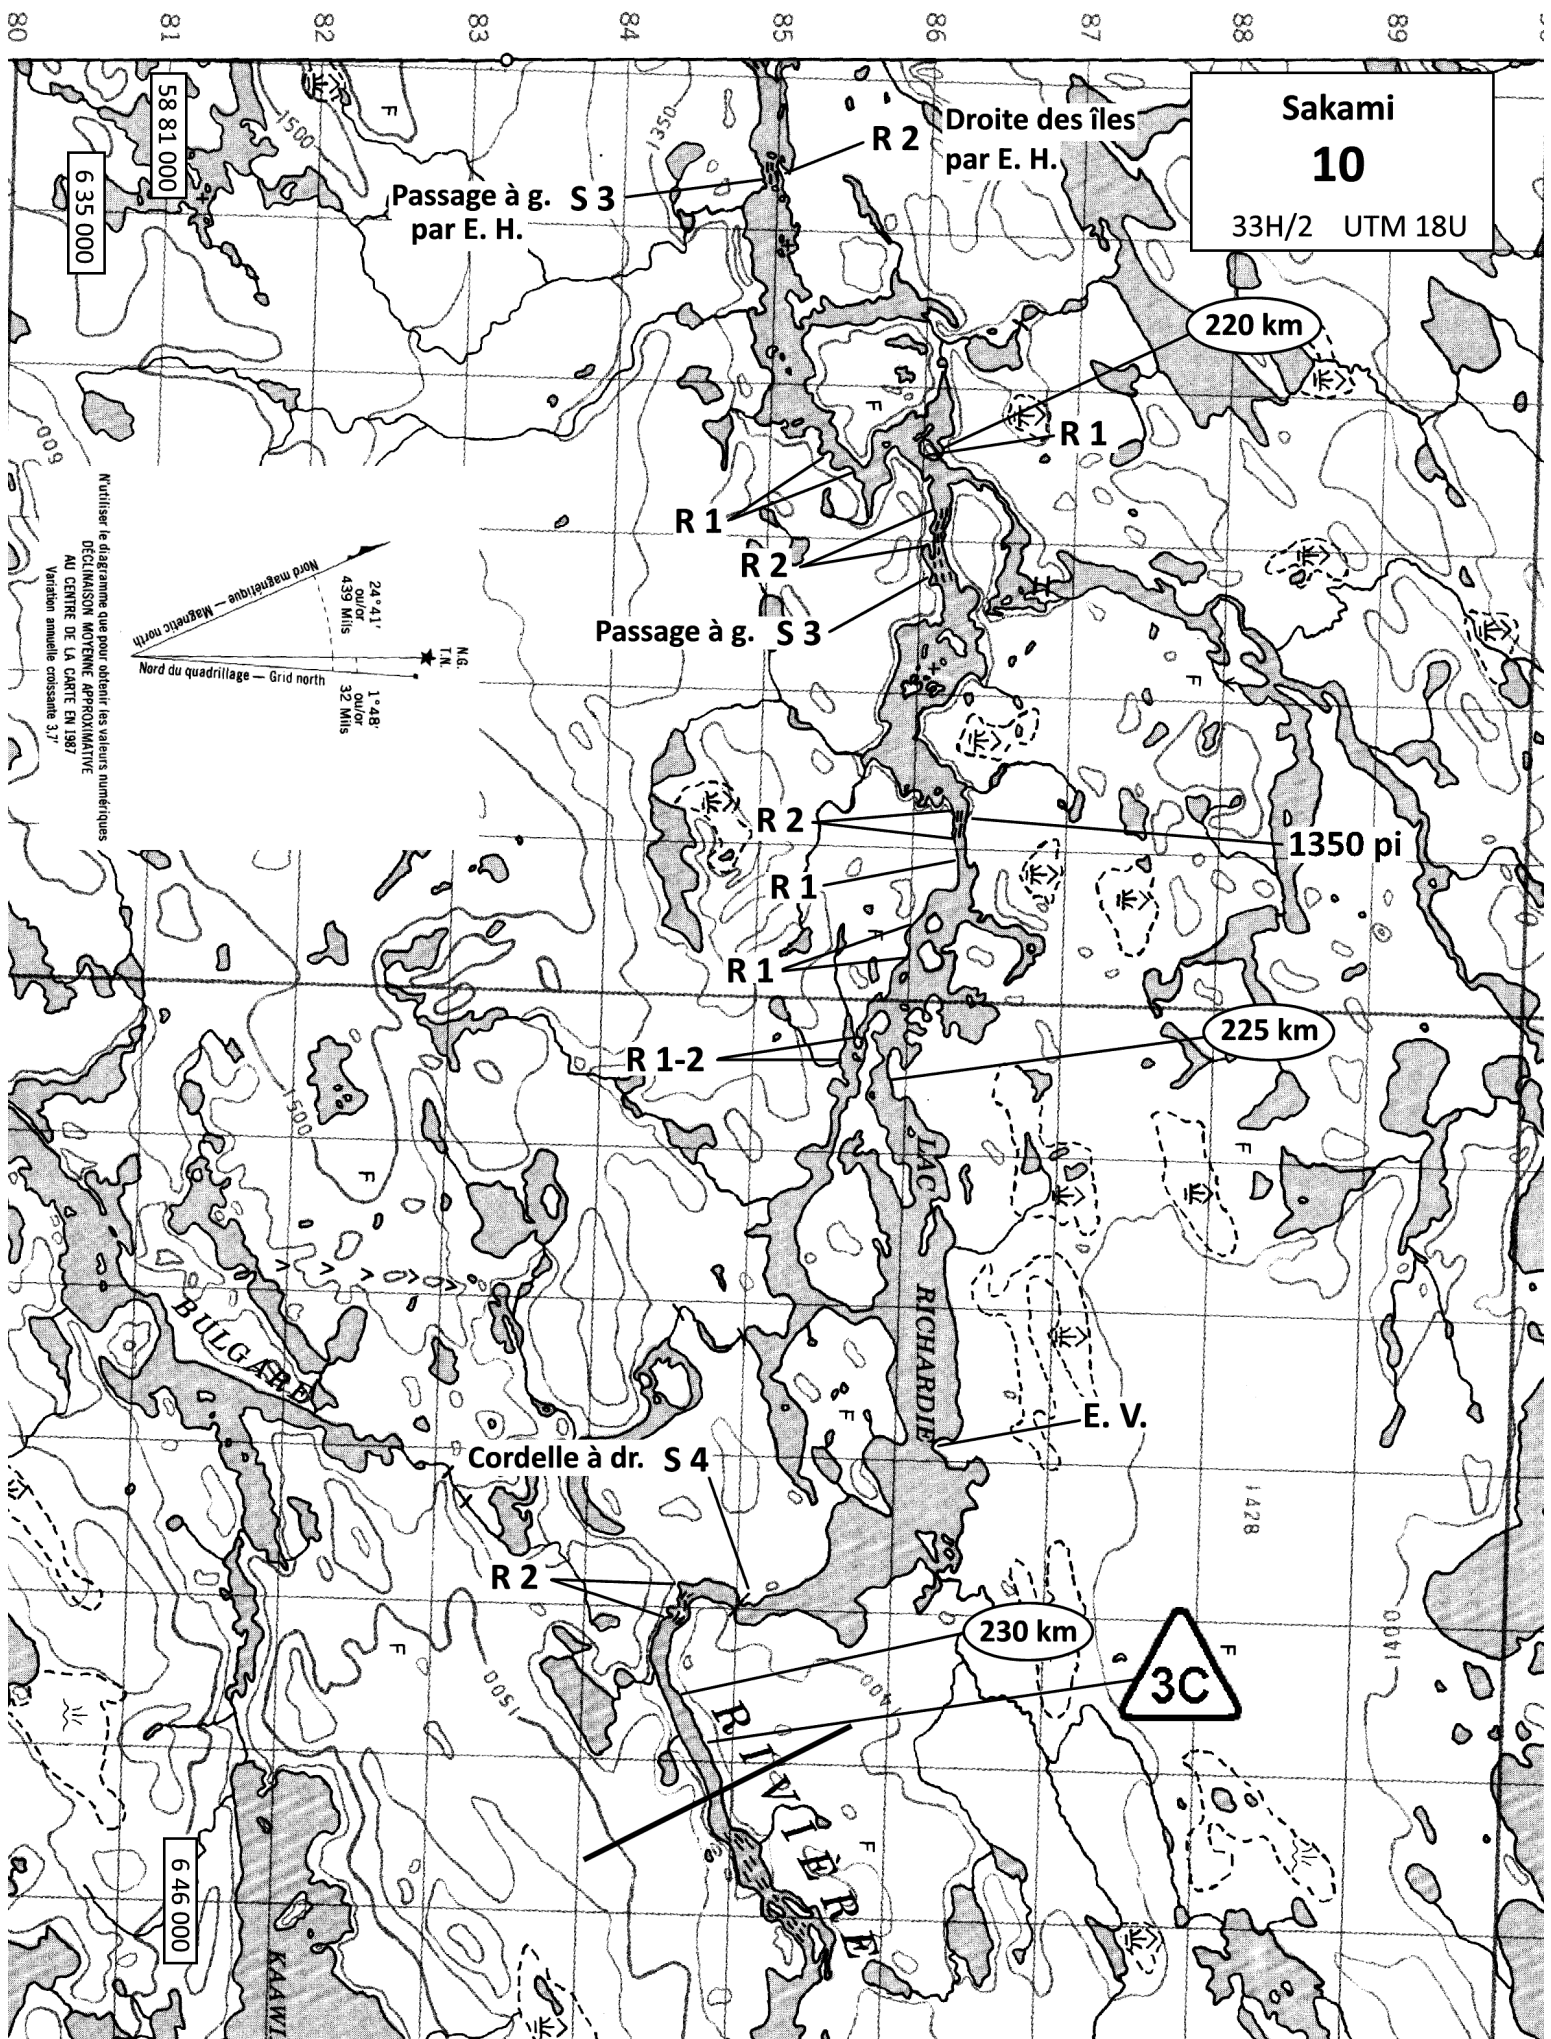 80 81 82 83 84 85 86 87 88 89
Sakami
10
33H/2 UTM 18U
58 81 000
6 35 000
F
1500
1350
R 2
Droite des îles
par E. H.
Passage à g. S 3
par E. H.
220 km
R 1
F
R 1
R 2
Passage à g. S 3
600
N'utiliser le diagramme que pour obtenir les valeurs numériques
DÉCLINAISON MOYENNE APPROXIMATIVE
AU CENTRE DE LA CARTE EN 1987
Variation annuelle croissante 3,7'
Nord magnétique — Magnetic north
24°41'
ou/or
439 Mils
N.G.
T.N.
Nord du quadrillage — Grid north
1°48'
ou/or
32 Mils
F
R 2
1350 pi
R 1
F
R 1
225 km
R 1-2
1500
F
LAC
F
RICHARDIE
BULGARE
E. V.
F
Cordelle à dr. S 4
1428
R 2
230 km
3C
F
F
1400
1400
1500
RIVIÈRE
F
6 46 000
KAAWI